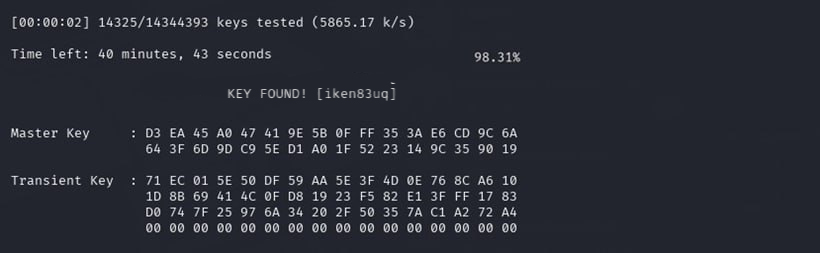 [00:00:02] 14325/14344393 keys tested (5865.17 k/s)
Time left: 40 minutes, 43 seconds 98.31%
KEY FOUND! [iken83uq]
Master Key : D3 EA 45 A0 47 41 9E 5B 0F FF 35 3A E6 CD 9C 6A
64 3F 6D 9D C9 5E D1 A0 1F 52 23 14 9C 35 90 19
Transient Key : 71 EC 01 5E 50 DF 59 AA 5E 3F 4D 0E 76 8C A6 10
1D 8B 69 41 4C 0F D8 19 23 F5 82 E1 3F FF 17 83
D0 74 7F 25 97 6A 34 20 2F 50 35 7A C1 A2 72 A4
00 00 00 00 00 00 00 00 00 00 00 00 00 00 00 00